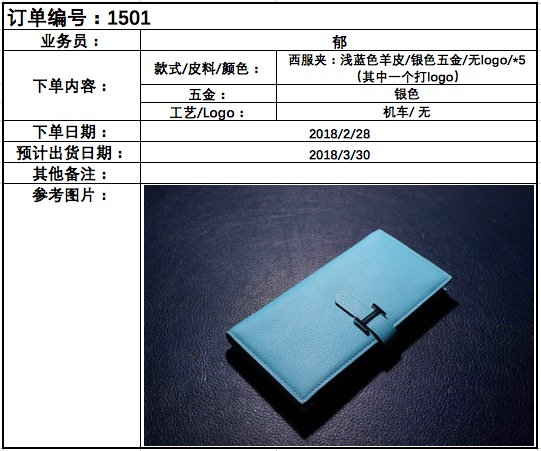 订单编号：1501
业务员：
郁
下单内容：
款式/皮料/颜色：
西服夹：浅蓝色羊皮/银色五金/无logo/*5
（其中一个打logo）
五金：
银色
工艺/Logo：
机车/ 无
下单日期：
2018/2/28
预计出货日期：
2018/3/30
其他备注：
参考图片：